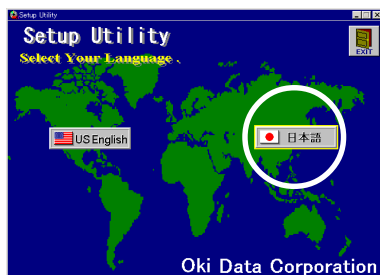 Setup Utility
Setup Utility
EXIT
Select Your Language .
US English
日本語
Oki Data Corporation